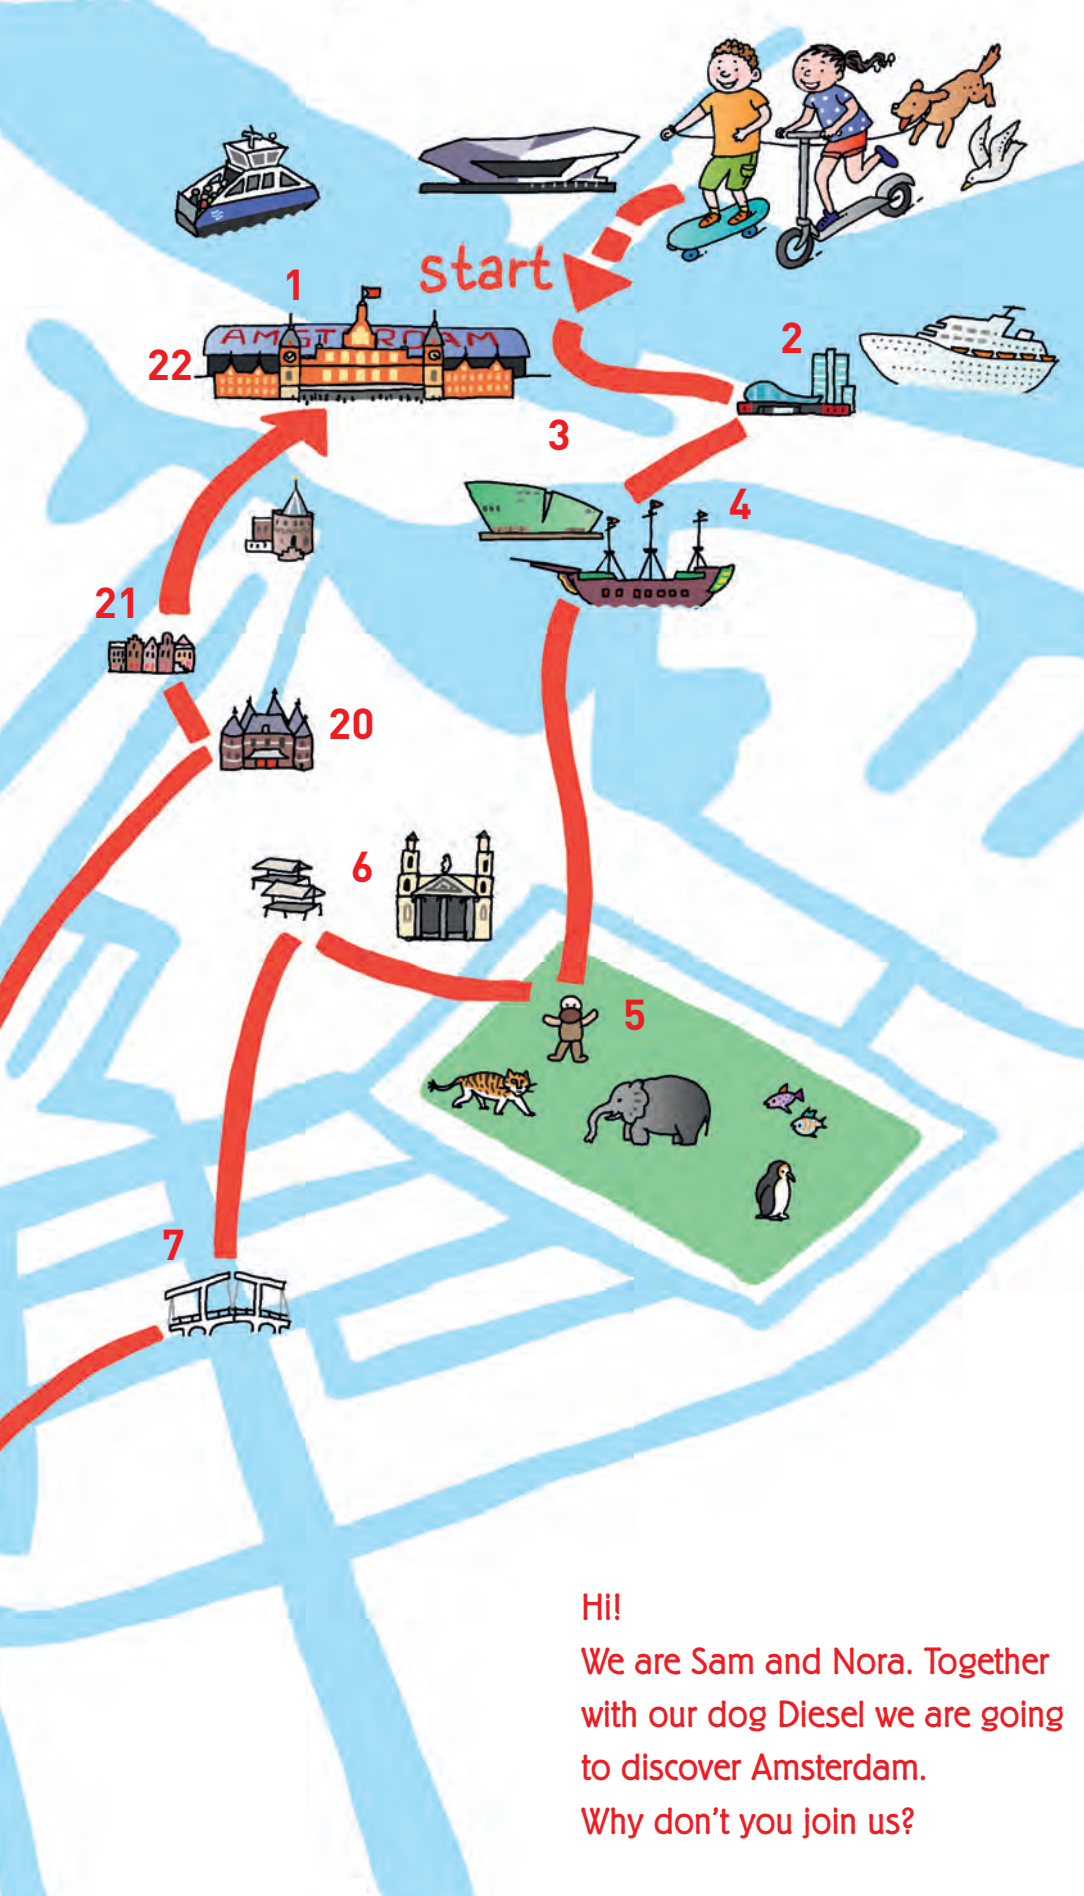 start
1
AMSTERDAM
2
22
3
4
21
20
6
5
7
Hi!
We are Sam and Nora. Together
with our dog Diesel we are going
to discover Amsterdam.
Why don't you join us?